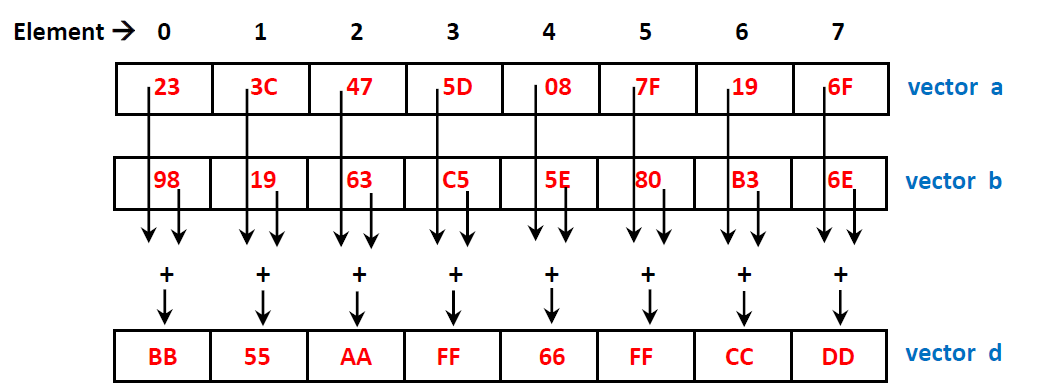 Element → 0 1 2 3 4 5 6 7
23 3C 47 5D 08 7F 19 6F vector a
98 19 63 C5 5E 80 B3 6E vector b
+ + + + + + + +
BB 55 AA FF 66 FF CC DD vector d